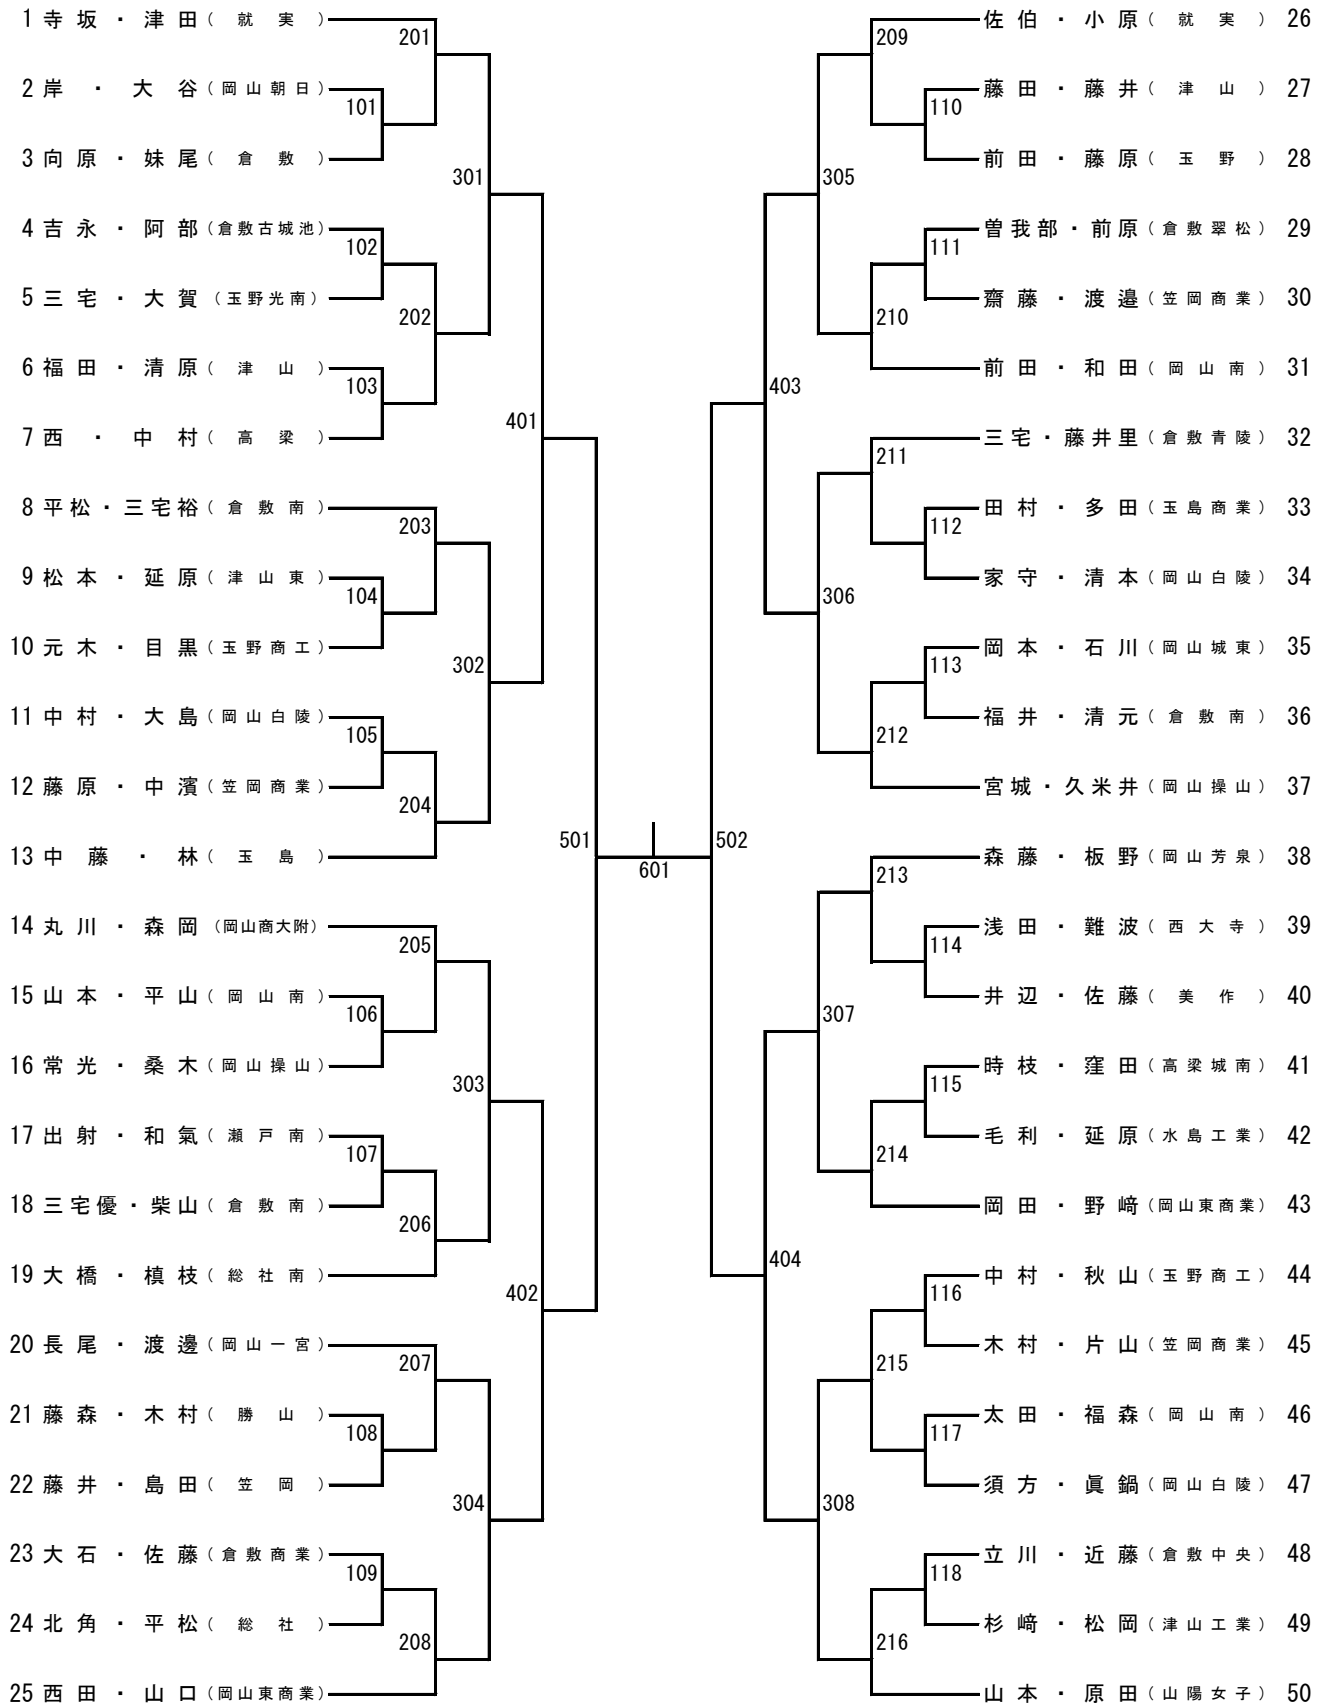 1 寺坂・津田（就実）
201
2 岸・大谷（岡山朝日）
101
3 向原・妹尾（倉敷）
301
4 吉永・阿部（倉敷古城池）
102
5 三宅・大賀（玉野光南）
202
6 福田・清原（津山）
103
7 西・中村（高梁）
401
8 平松・三宅裕（倉敷南）
203
9 松本・延原（津山東）
104
10 元木・目黒（玉野商工）
302
11 中村・大島（岡山白陵）
105
12 藤原・中濱（笠岡商業）
204
13 中藤・林（玉島）
501
14 丸川・森岡（岡山商大附）
205
15 山本・平山（岡山南）
106
16 常光・桑木（岡山操山）
303
17 出射・和氣（瀬戸南）
107
18 三宅優・柴山（倉敷南）
206
19 大橋・槙枝（総社南）
402
20 長尾・渡邊（岡山一宮）
207
21 藤森・木村（勝山）
108
22 藤井・島田（笠岡）
304
23 大石・佐藤（倉敷商業）
109
24 北角・平松（総社）
208
25 西田・山口（岡山東商業）
601
佐伯・小原（就実） 26
209
藤田・藤井（津山） 27
110
前田・藤原（玉野） 28
305
曽我部・前原（倉敷翠松） 29
111
齋藤・渡邉（笠岡商業） 30
210
前田・和田（岡山南） 31
403
三宅・藤井里（倉敷青陵） 32
211
田村・多田（玉島商業） 33
112
家守・清本（岡山白陵） 34
306
岡本・石川（岡山城東） 35
113
福井・清元（倉敷南） 36
212
宮城・久米井（岡山操山） 37
502
森藤・板野（岡山芳泉） 38
213
浅田・難波（西大寺） 39
114
井辺・佐藤（美作） 40
307
時枝・窪田（高梁城南） 41
115
毛利・延原（水島工業） 42
214
岡田・野﨑（岡山東商業） 43
404
中村・秋山（玉野商工） 44
116
木村・片山（笠岡商業） 45
215
太田・福森（岡山南） 46
117
須方・眞鍋（岡山白陵） 47
308
立川・近藤（倉敷中央） 48
118
杉﨑・松岡（津山工業） 49
216
山本・原田（山陽女子） 50